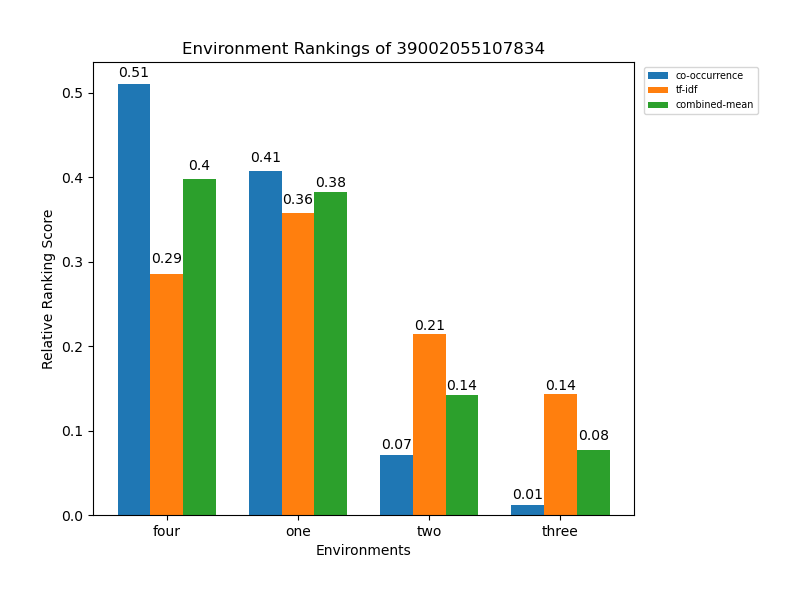 Environment Rankings of 39002055107834
co-occurrence
tf-idf
combined-mean
Relative Ranking Score
0.5
0.4
0.3
0.2
0.1
0.0
0.51
0.29
0.4
0.41
0.36
0.38
0.07
0.21
0.14
0.01
0.14
0.08
four one two three
Environments